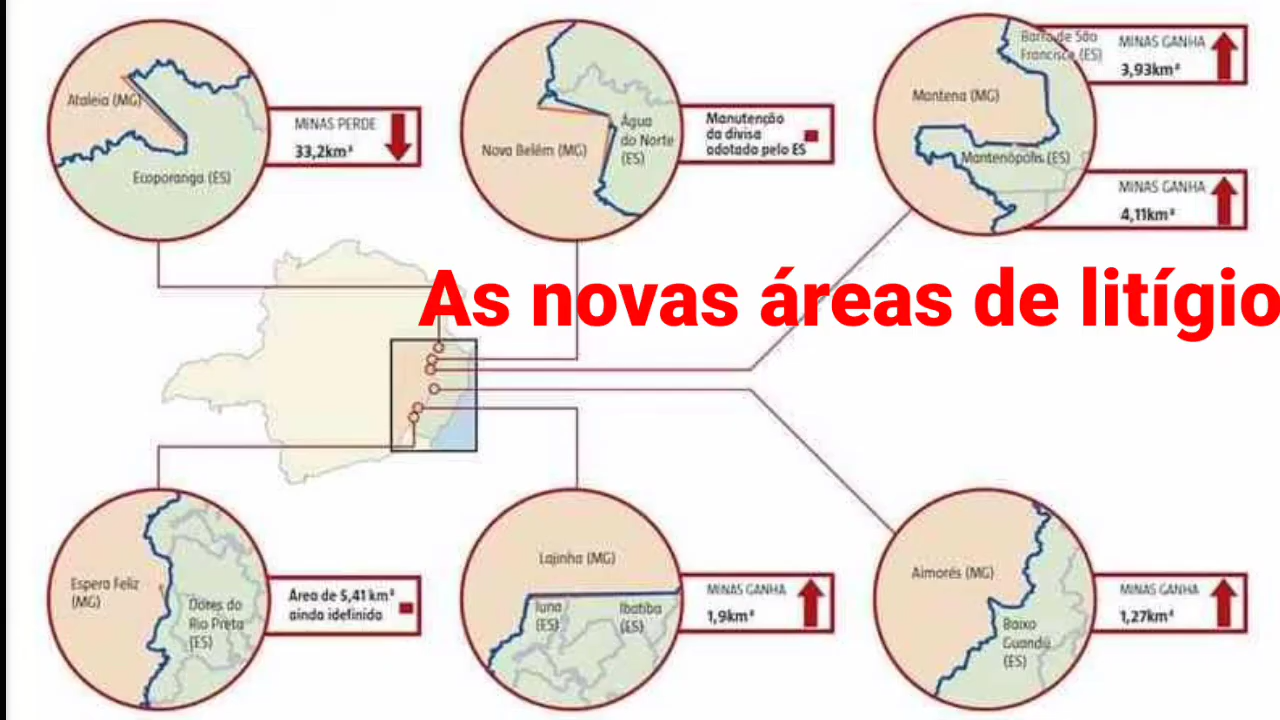 Ataleia (MG)
Ecoporanga (ES)
MINAS PERDE
33,2km²
Nova Belém (MG)
Água
do Norte
(ES)
Manutenção
da divisa
adotada pelo ES
Barra de São
Francisco (ES)
Mantena (MG)
Mantenópolis (ES)
MINAS GANHA
3,93km²
MINAS GANHA
4,11km²
As novas áreas de litígio
Espera Feliz
(MG)
Dores do
Rio Preto
(ES)
Área de 5,41 km²
ainda idefinida
Lajinha (MG)
Iuna
(ES)
Ibatiba
(ES)
MINAS GANHA
1,9km²
Aimorés (MG)
Baixo
Guandu
(ES)
MINAS GANHA
1,27km²